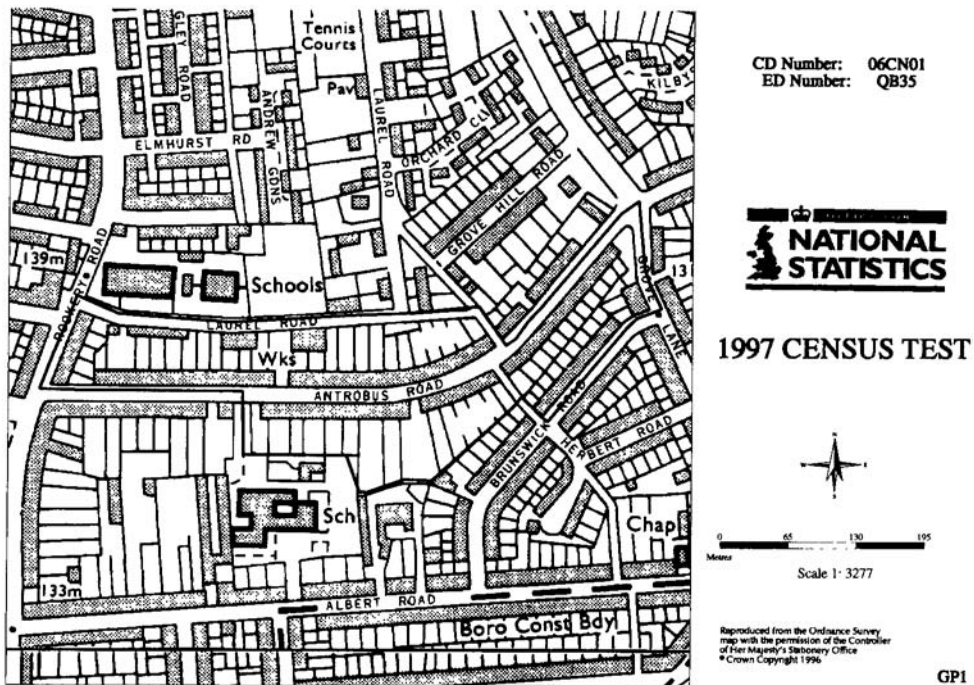 Tennis
Courts
GLEY ROAD
Pav
LAUREL ROAD
KILBY
ANDREW GDNS
ELMHURST RD
ORCHARD CL
GROVE HILL ROAD
139m
ROOKERY ROAD
Schools
LAUREL ROAD
Wks
ANTROBUS ROAD
GROVE LANE
BRUNSWICK ROAD
HERBERT ROAD
Sch
Chap
133m
ALBERT ROAD
Boro Const Bdy
CD Number: 06CN01
ED Number: QB35
NATIONAL
STATISTICS
1997 CENSUS TEST
0 65 130 195
Metres
Scale 1: 3277
Reproduced from the Ordnance Survey
map with the permission of the Controller
of Her Majesty's Stationery Office
© Crown Copyright 1996
GP1